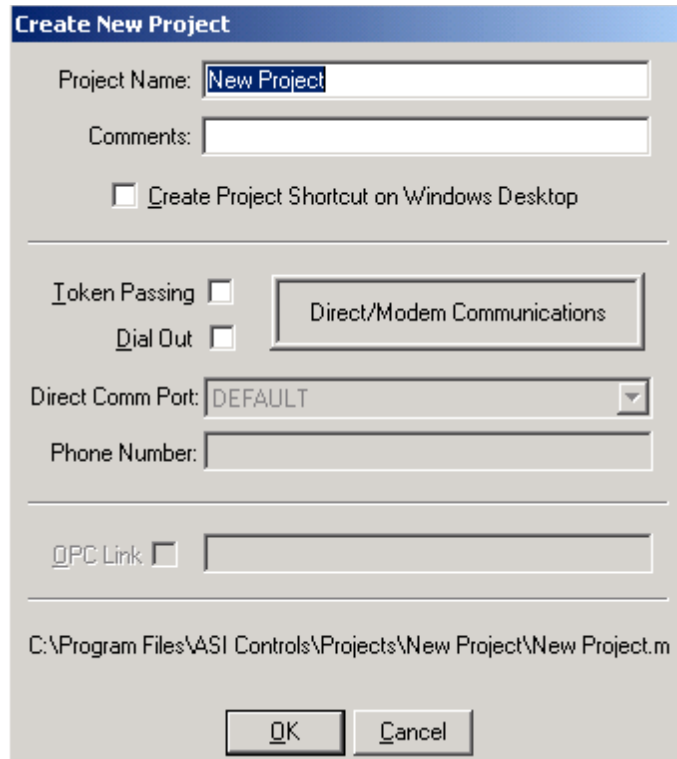 Create New Project
Project Name: New Project
Comments:
Create Project Shortcut on Windows Desktop
Token Passing
Direct/Modem Communications
Dial Out
Direct Comm Port: DEFAULT
Phone Number:
OPC Link
C:\Program Files\ASI Controls\Projects\New Project\New Project.m
OK Cancel